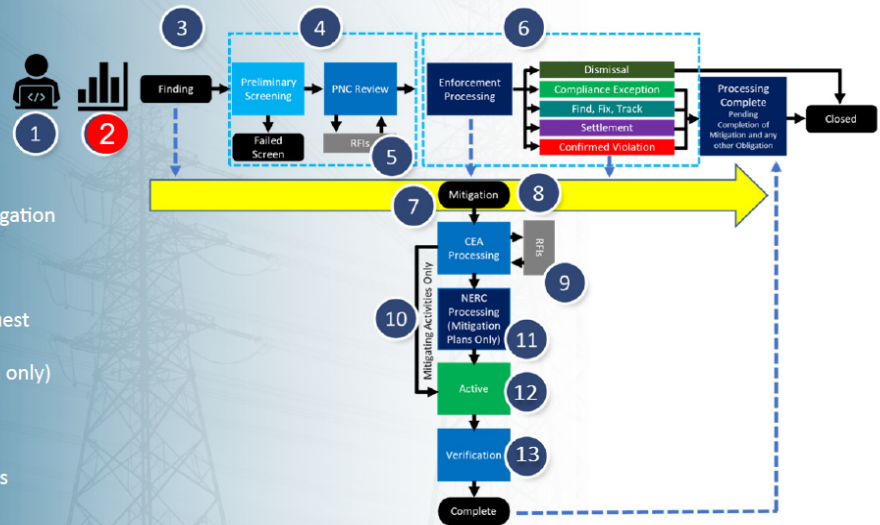 3
4
6
</>
1
2
Finding
Preliminary
Screening
PNC Review
Failed
Screen
RFIs
5
Enforcement
Processing
Dismissal
Compliance Exception
Find, Fix, Track
Settlement
Confirmed Violation
Processing
Complete
Pending
Completion of
Mitigation and any
other Obligation
Closed
7
Mitigation
8
CEA
Processing
RFIs
9
10
Mitigating Activities Only
NERC
Processing
(Mitigation
Plans Only)
11
Active
12
Verification
13
Complete
igation
uest
only)
s